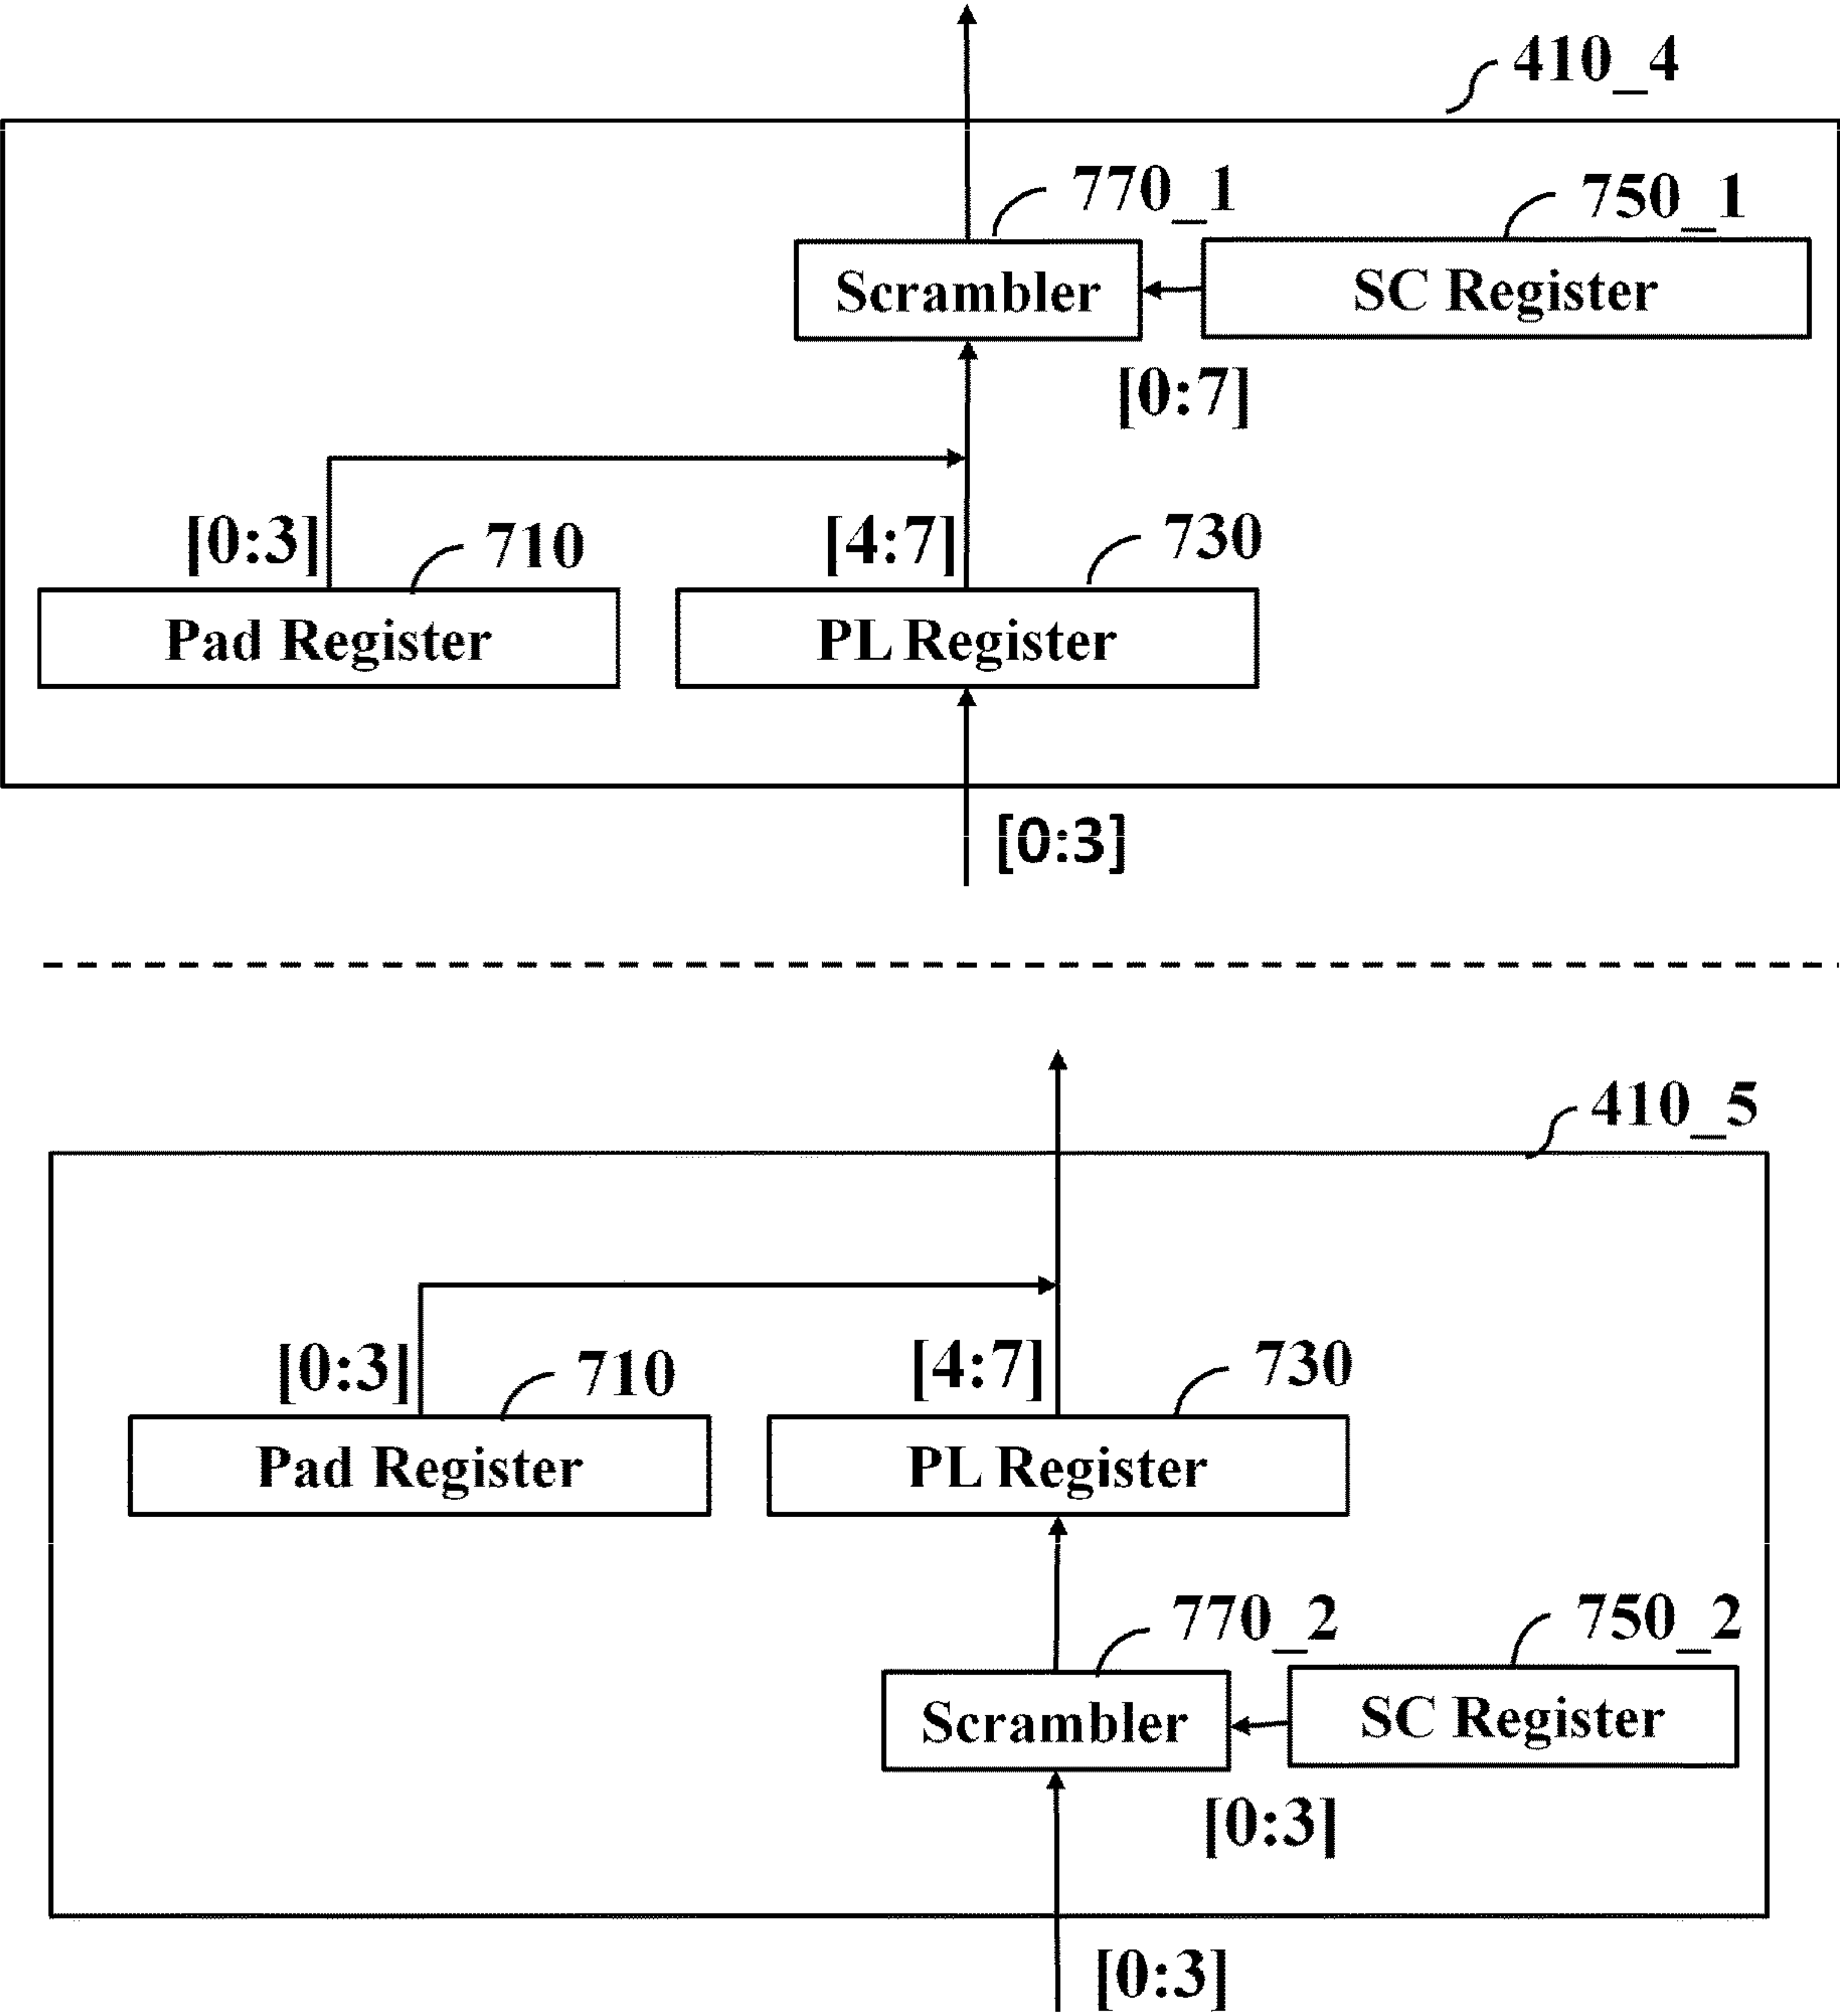 410_4
770_1
750_1
Scrambler
SC Register
[0:7]
[0:3]
710
[4:7]
730
Pad Register
PL Register
[0:3]
410_5
[0:3]
710
[4:7]
730
Pad Register
PL Register
770_2
750_2
Scrambler
SC Register
[0:3]
[0:3]